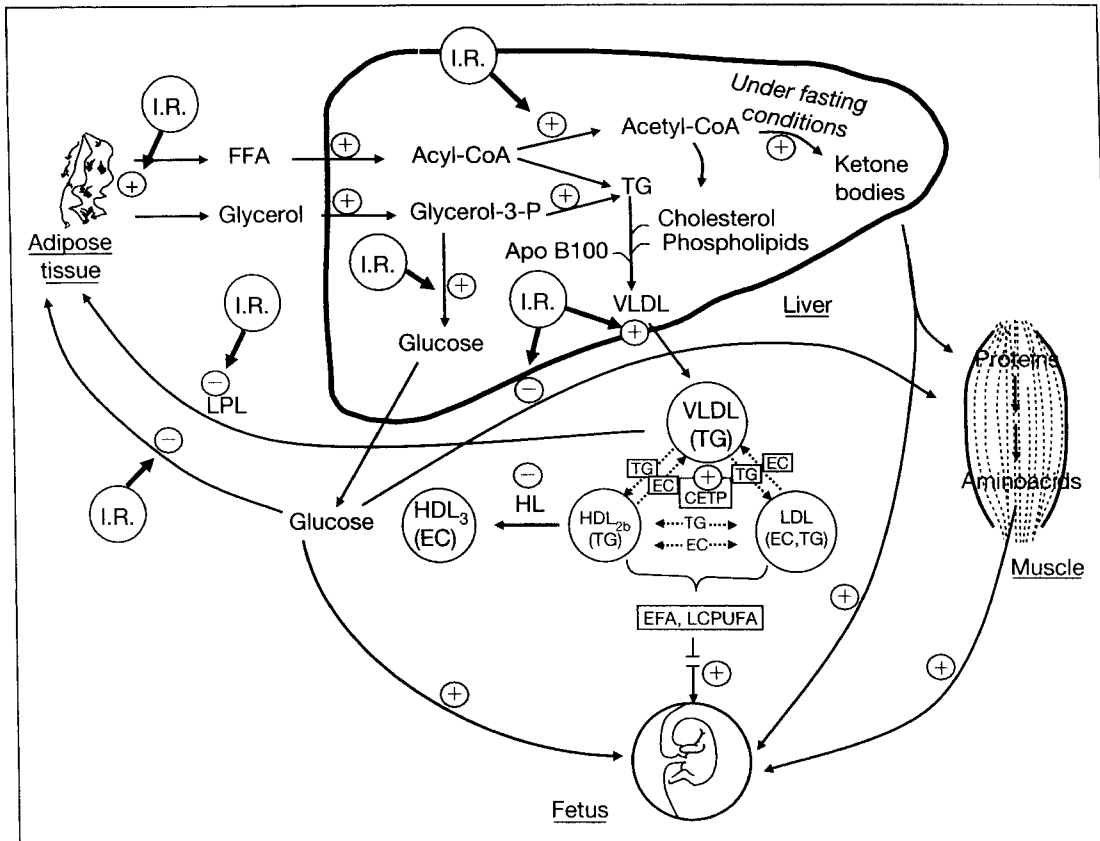 I.R.
Under fasting
conditions
I.R.
+
Acetyl-CoA
+
FFA
+
Acyl-CoA
Ketone
bodies
+
TG
+
Glycerol
+
Glycerol-3-P
Cholesterol
Phospholipids
Adipose
tissue
Apo B100
I.R.
+
I.R.
I.R.
VLDL
Liver
+
Glucose
Proteins
−
LPL
−
VLDL
(TG)
−
TG
EC
+
CETP
TG
EC
Aminoacids
I.R.
−
HL
Glucose
HDL3
(EC)
HDL2b
(TG)
TG
EC
LDL
(EC,TG)
Muscle
+
EFA, LCPUFA
+
+
+
Fetus